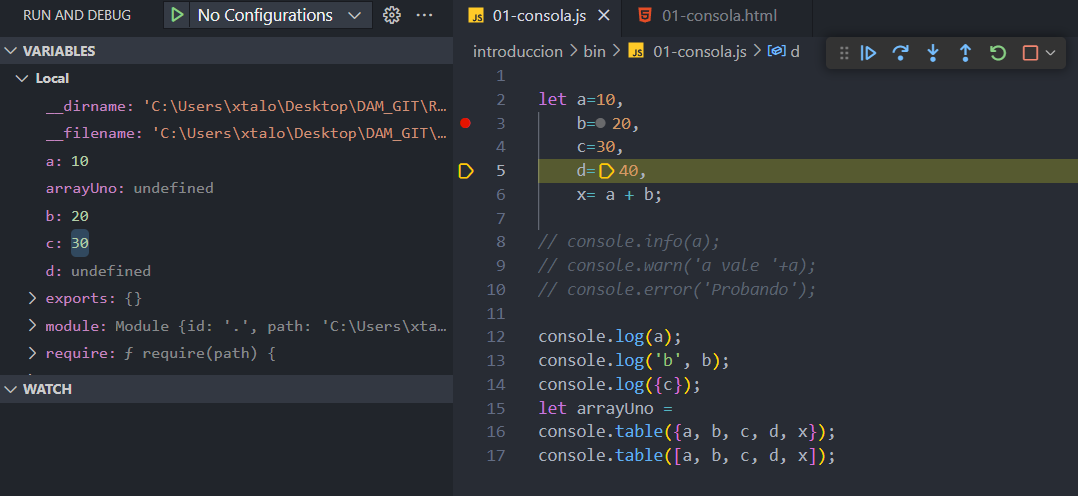 RUN AND DEBUG
No Configurations
VARIABLES
Local
__dirname: 'C:\Users\xtalo\Desktop\DAM_GIT\R…
__filename: 'C:\Users\xtalo\Desktop\DAM_GIT\…
a: 10
arrayUno: undefined
b: 20
c: 30
d: undefined
exports: {}
module: Module {id: '.', path: 'C:\Users\xta…
require: ƒ require(path) {
WATCH
JS 01-consola.js
01-consola.html
introduccion > bin > JS 01-consola.js > d
1
2 let a=10,
3 b= 20,
4 c=30,
5 d= 40,
6 x= a + b;
7
8 // console.info(a);
9 // console.warn('a vale '+a);
10 // console.error('Probando');
11
12 console.log(a);
13 console.log('b', b);
14 console.log({c});
15 let arrayUno =
16 console.table({a, b, c, d, x});
17 console.table([a, b, c, d, x]);